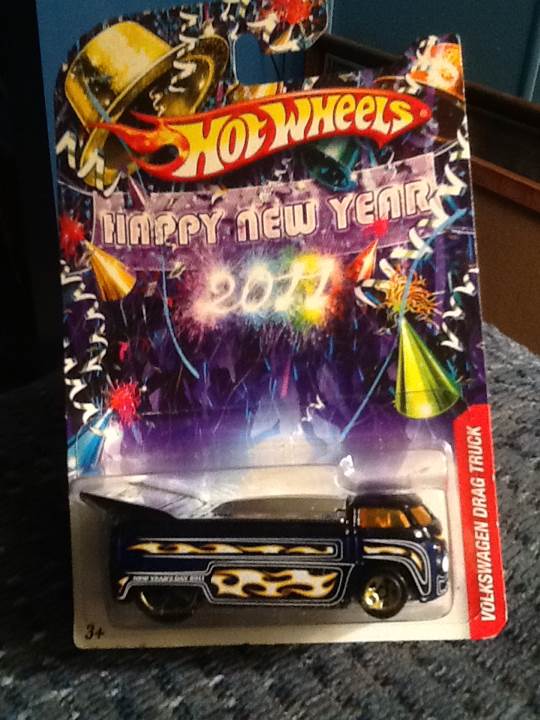 HOT WHEELS®
HAPPY NEW YEAR
2011
VOLKSWAGEN DRAG TRUCK
NEW YEAR'S DAY 2011
3+